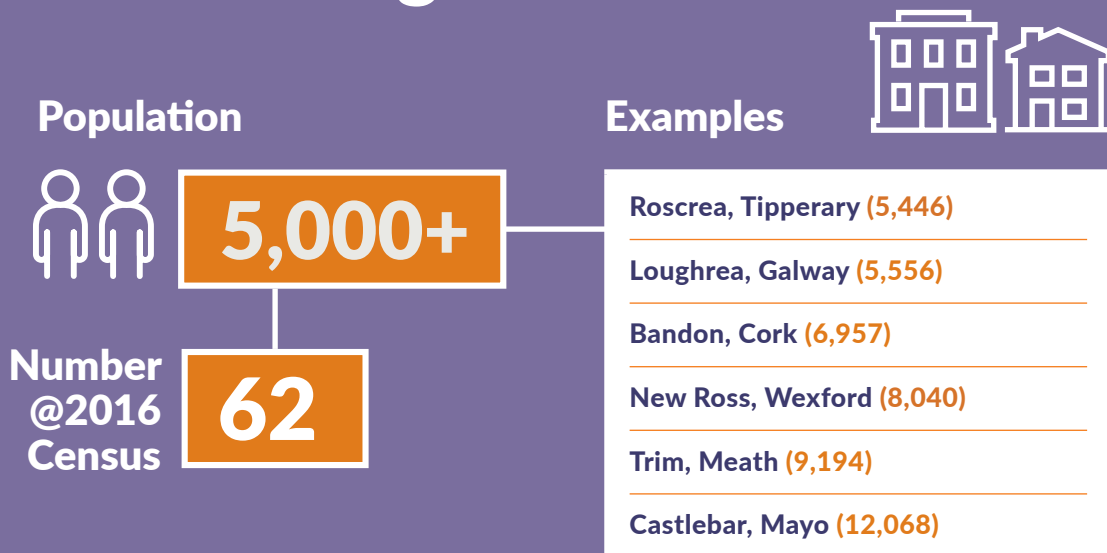 Population
5,000+
Number
@2016
Census
62
Examples
Roscrea, Tipperary (5,446)
Loughrea, Galway (5,556)
Bandon, Cork (6,957)
New Ross, Wexford (8,040)
Trim, Meath (9,194)
Castlebar, Mayo (12,068)